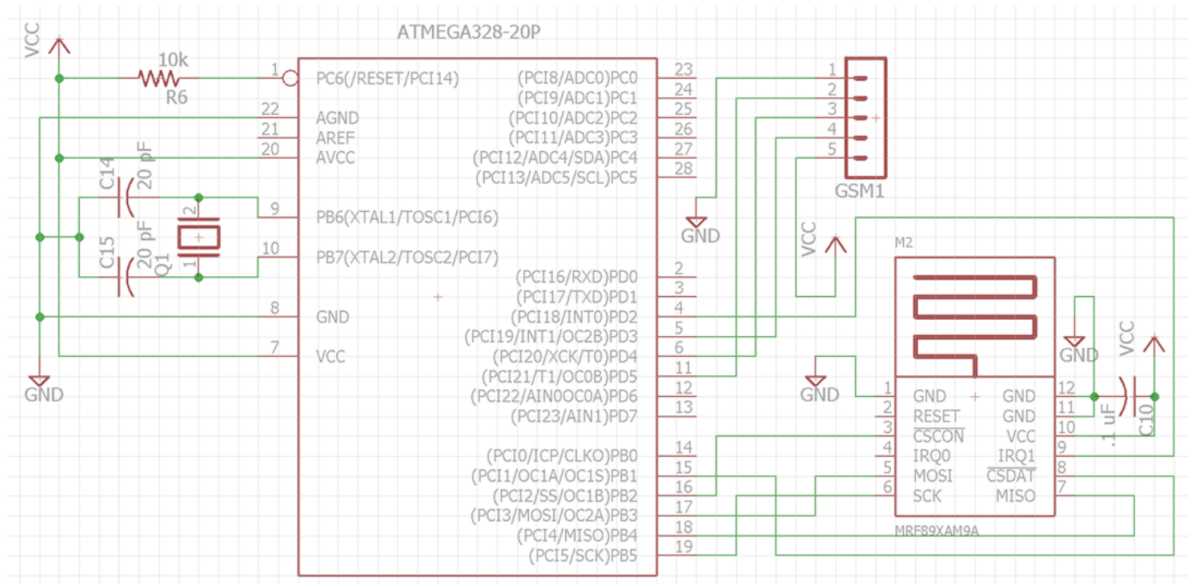 ATMEGA328-20P
VCC
10k
R6
1
PC6(/RESET/PCI14)
22
AGND
21
AREF
20
AVCC
C14
20 pF
2
9
PB6(XTAL1/TOSC1/PCI6)
C15
20 pF
Q1
1
10
PB7(XTAL2/TOSC2/PCI7)
8
GND
7
VCC
GND
(PCI8/ADC0)PC0
23
(PCI9/ADC1)PC1
24
(PCI10/ADC2)PC2
25
(PCI11/ADC3)PC3
26
(PCI12/ADC4/SDA)PC4
27
(PCI13/ADC5/SCL)PC5
28
(PCI16/RXD)PD0
2
(PCI17/TXD)PD1
3
(PCI18/INT0)PD2
4
(PCI19/INT1/OC2B)PD3
5
(PCI20/XCK/T0)PD4
6
(PCI21/T1/OC0B)PD5
11
(PCI22/AIN0OC0A)PD6
12
(PCI23/AIN1)PD7
13
(PCI0/ICP/CLKO)PB0
14
(PCI1/OC1A/OC1S)PB1
15
(PCI2/SS/OC1B)PB2
16
(PCI3/MOSI/OC2A)PB3
17
(PCI4/MISO)PB4
18
(PCI5/SCK)PB5
19
1
2
3
4
5
GSM1
GND
VCC
M2
GND
VCC
GND
.1 uF
C10
1
GND
2
RESET
3
CSCON
4
IRQ0
5
MOSI
6
SCK
GND
12
GND
11
VCC
10
IRQ1
9
CSDAT
8
MISO
7
MRF89XAM9A